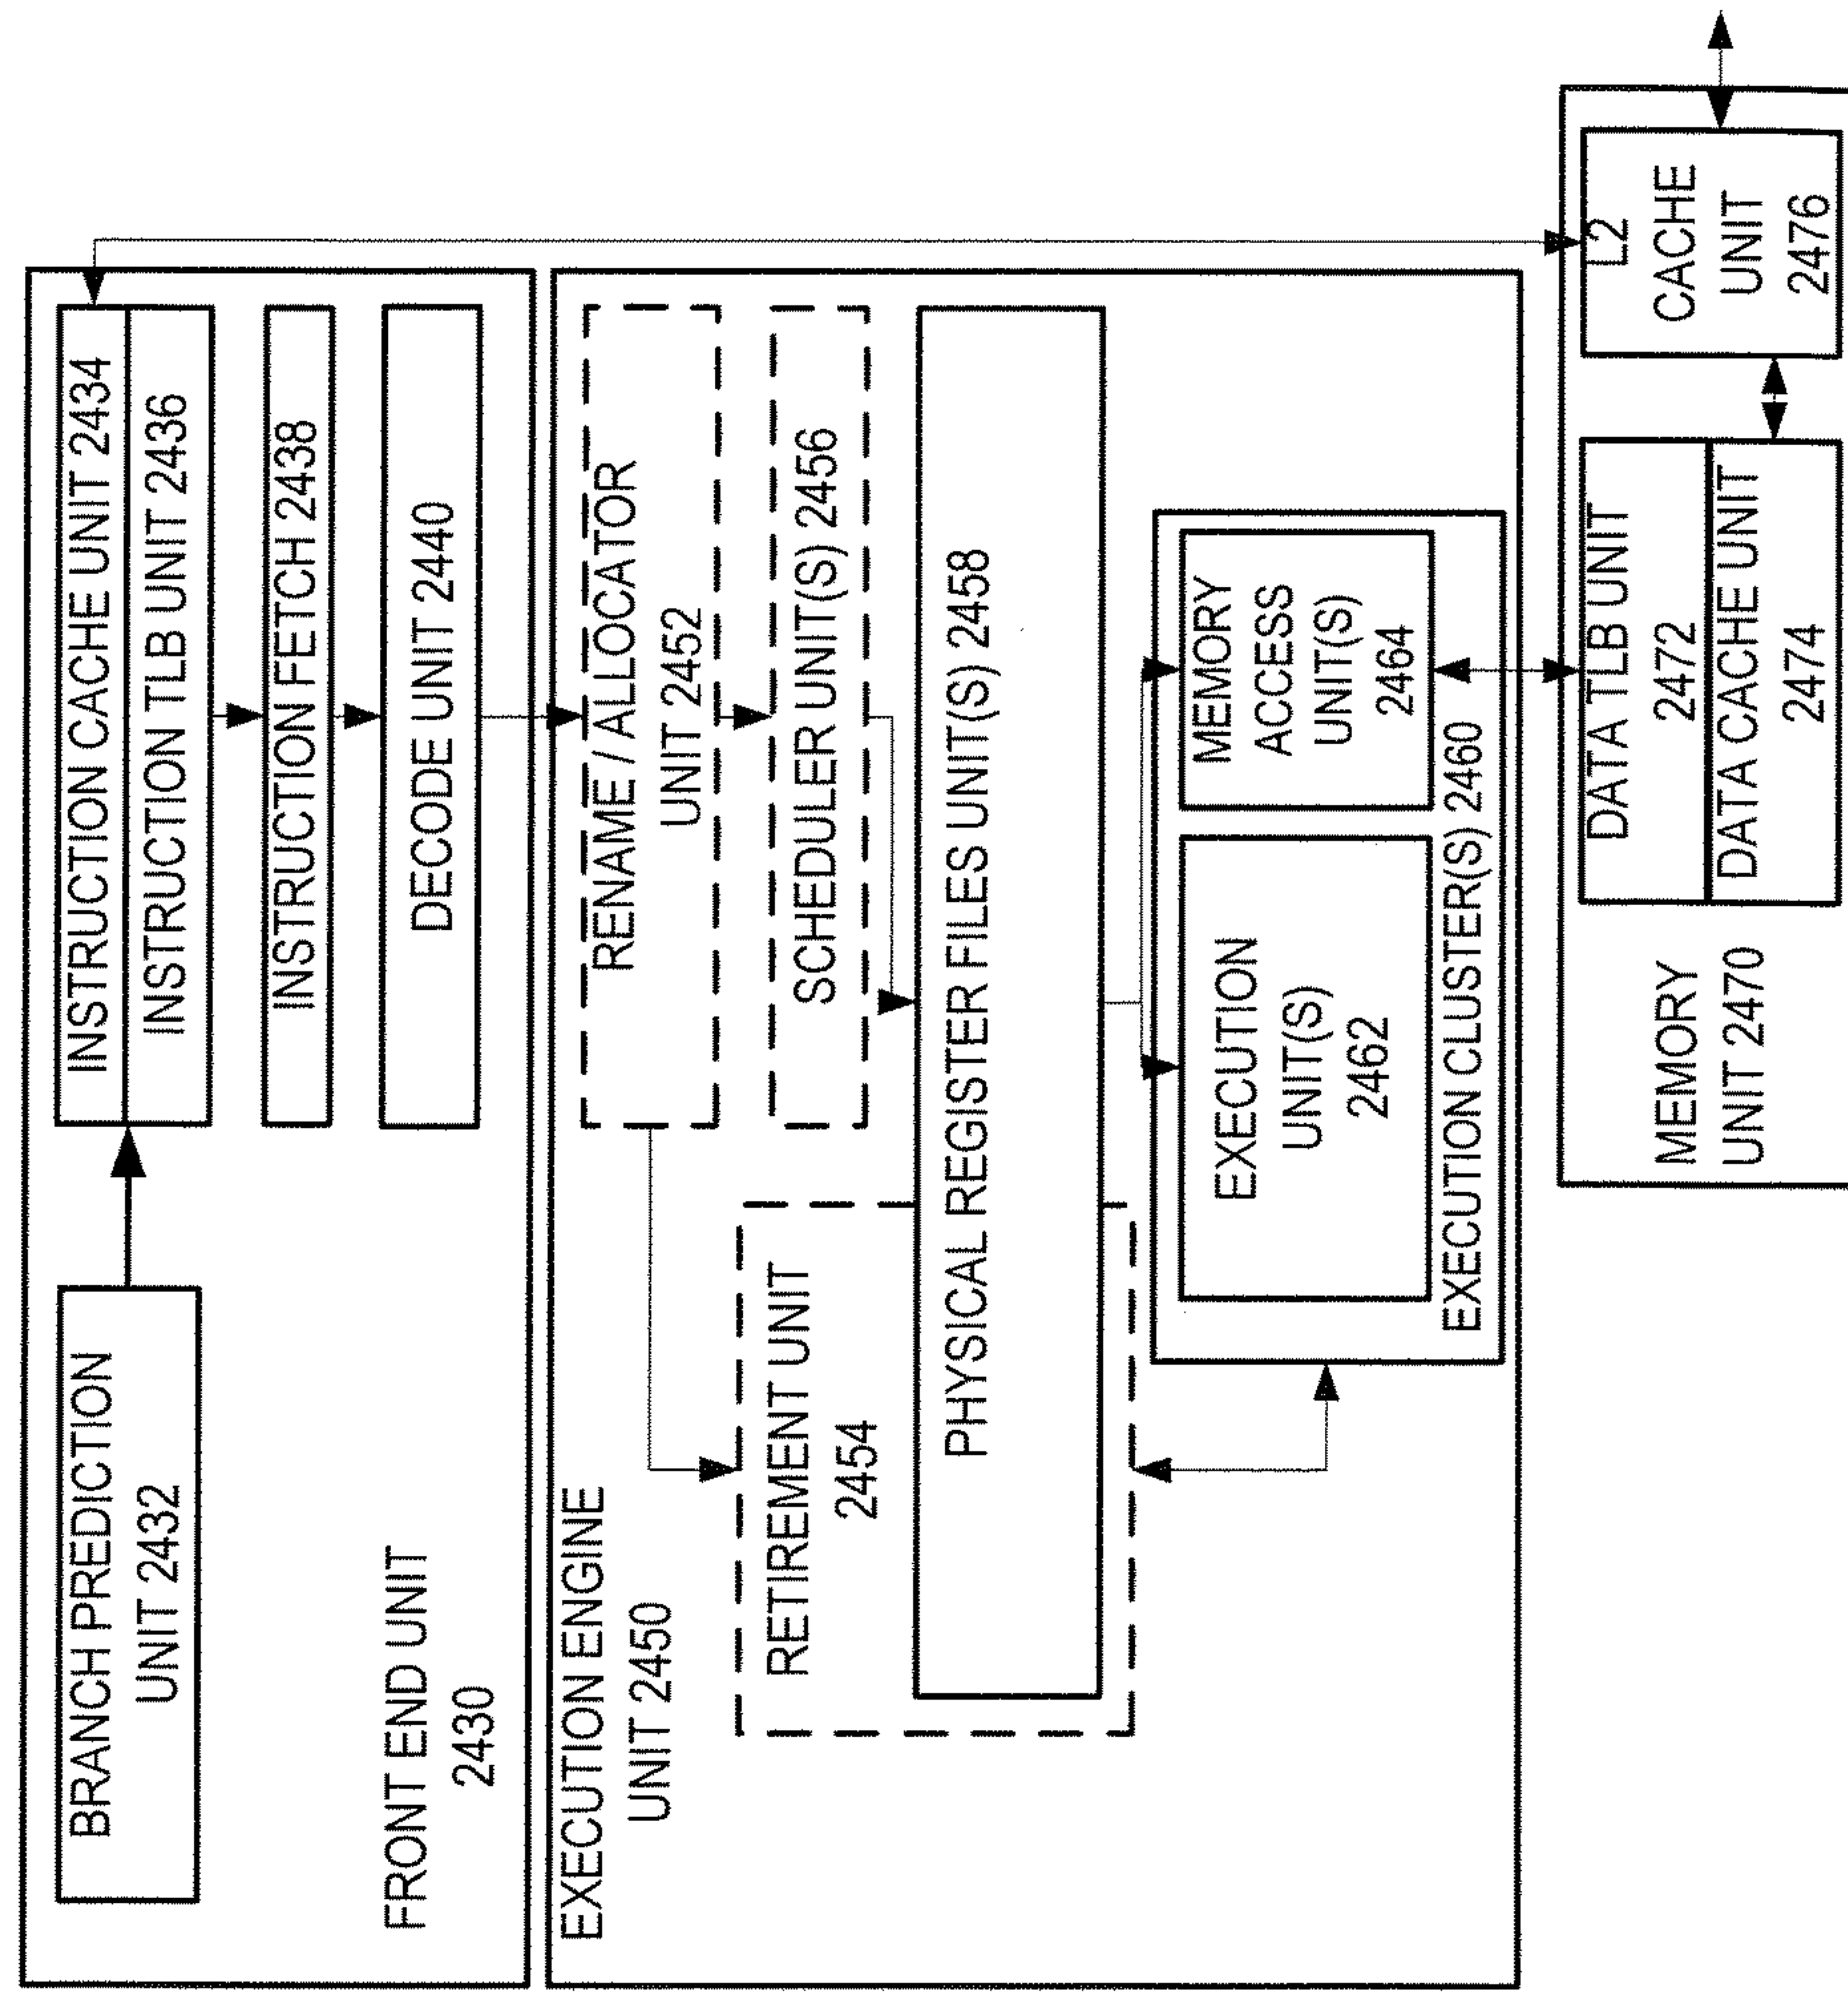 BRANCH PREDICTION
UNIT 2432
INSTRUCTION CACHE UNIT 2434
INSTRUCTION TLB UNIT 2436
INSTRUCTION FETCH 2438
DECODE UNIT 2440
FRONT END UNIT
2430
EXECUTION ENGINE
UNIT 2450
RENAME / ALLOCATOR
UNIT 2452
RETIREMENT UNIT
2454
SCHEDULER UNIT(S) 2456
PHYSICAL REGISTER FILES UNIT(S) 2458
EXECUTION
UNIT(S)
2462
MEMORY
ACCESS
UNIT(S)
2464
EXECUTION CLUSTER(S) 2460
MEMORY
UNIT 2470
DATA TLB UNIT
2472
DATA CACHE UNIT
2474
L2
CACHE
UNIT
2476